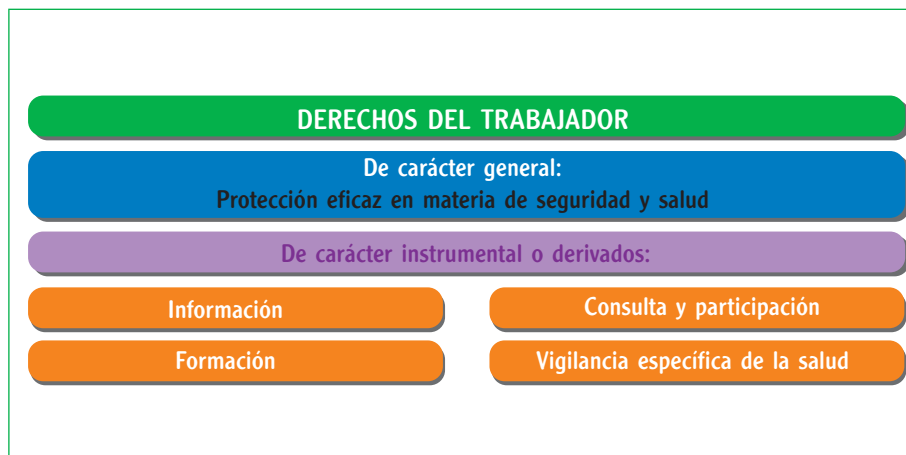 DERECHOS DEL TRABAJADOR
De carácter general:
Protección eficaz en materia de seguridad y salud
De carácter instrumental o derivados:
Información
Consulta y participación
Formación
Vigilancia específica de la salud